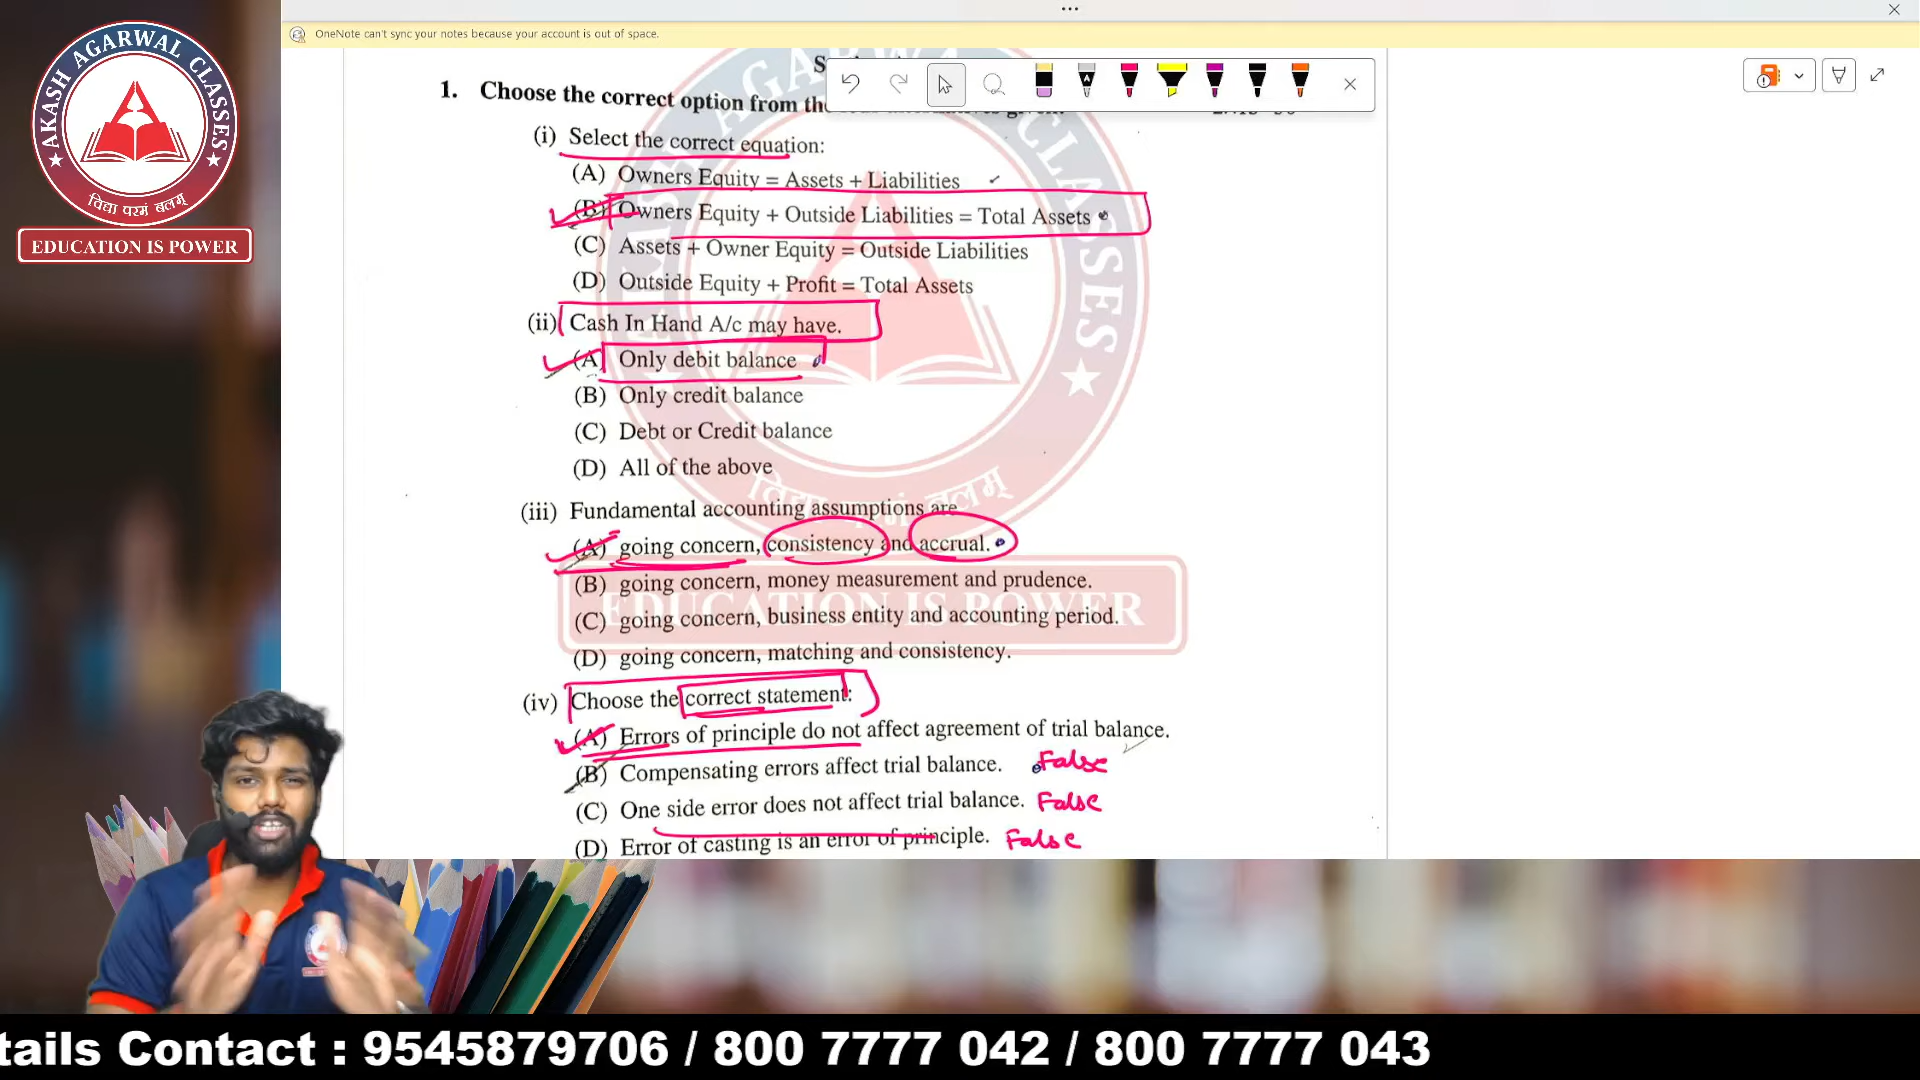 AKASH AGARWAL CLASSES
विद्या परमं बलम्
EDUCATION IS POWER
OneNote can't sync your notes because your account is out of space.
1. Choose the correct option from the
(i) Select the correct equation:
(A) Owners Equity = Assets + Liabilities
(B) Owners Equity + Outside Liabilities = Total Assets
(C) Assets + Owner Equity = Outside Liabilities
(D) Outside Equity + Profit = Total Assets
(ii) Cash In Hand A/c may have.
(A) Only debit balance
(B) Only credit balance
(C) Debt or Credit balance
(D) All of the above
(iii) Fundamental accounting assumptions are
(A) going concern, consistency and accrual.
(B) going concern, money measurement and prudence.
(C) going concern, business entity and accounting period.
(D) going concern, matching and consistency.
(iv) Choose the correct statement:
(A) Errors of principle do not affect agreement of trial balance.
(B) Compensating errors affect trial balance. False
(C) One side error does not affect trial balance. False
(D) Error of casting is an error of principle. False
EDUCATION IS POWER
tails Contact : 9545879706 / 800 7777 042 / 800 7777 043